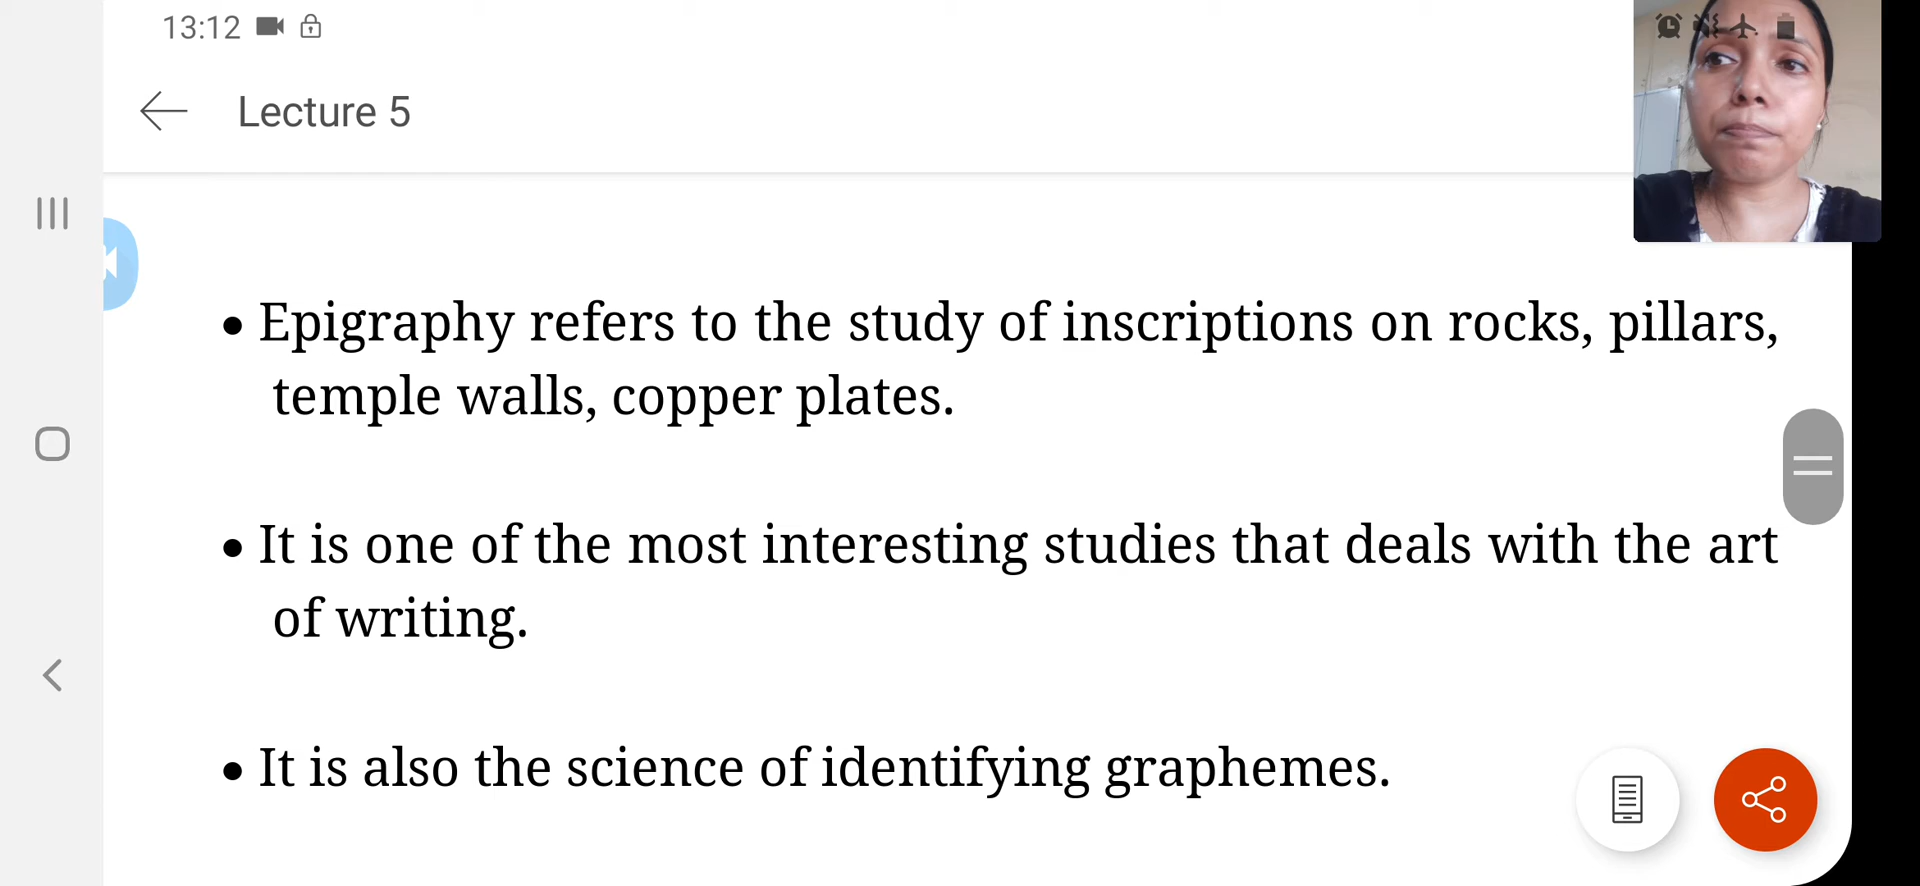 13:12
Lecture 5
• Epigraphy refers to the study of inscriptions on rocks, pillars,
temple walls, copper plates.
• It is one of the most interesting studies that deals with the art
of writing.
• It is also the science of identifying graphemes.